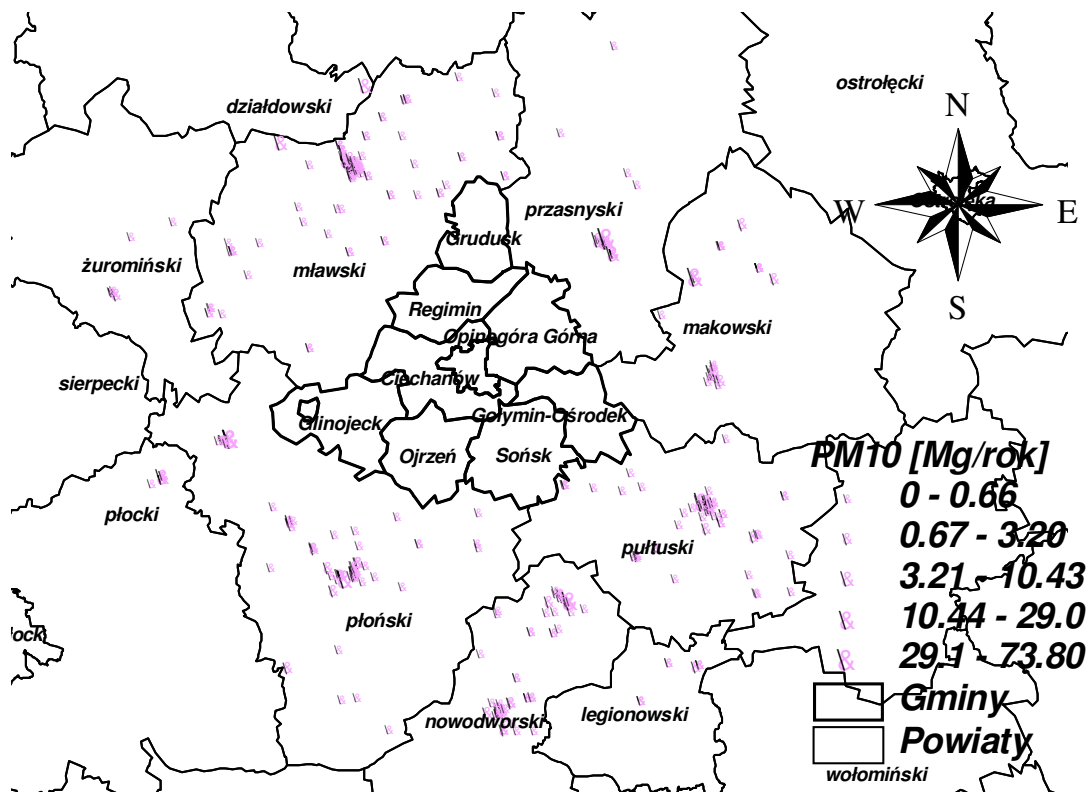 ostrołęcki
działdowski
N
W
E
S
przasnyski
Grudusk
żuromiński
mławski
Regimin
makowski
Opinogóra Górna
sierpecki
Ciechanów
Glinojeck
Gołymin-Ośrodek
Ojrzeń
Sońsk
płocki
pułtuski
płoński
nowodworski
legionowski
PM10 [Mg/rok]
0 - 0.66
0.67 - 3.20
3.21 - 10.43
10.44 - 29.0
29.1 - 73.80
Gminy
Powiaty
wołomiński